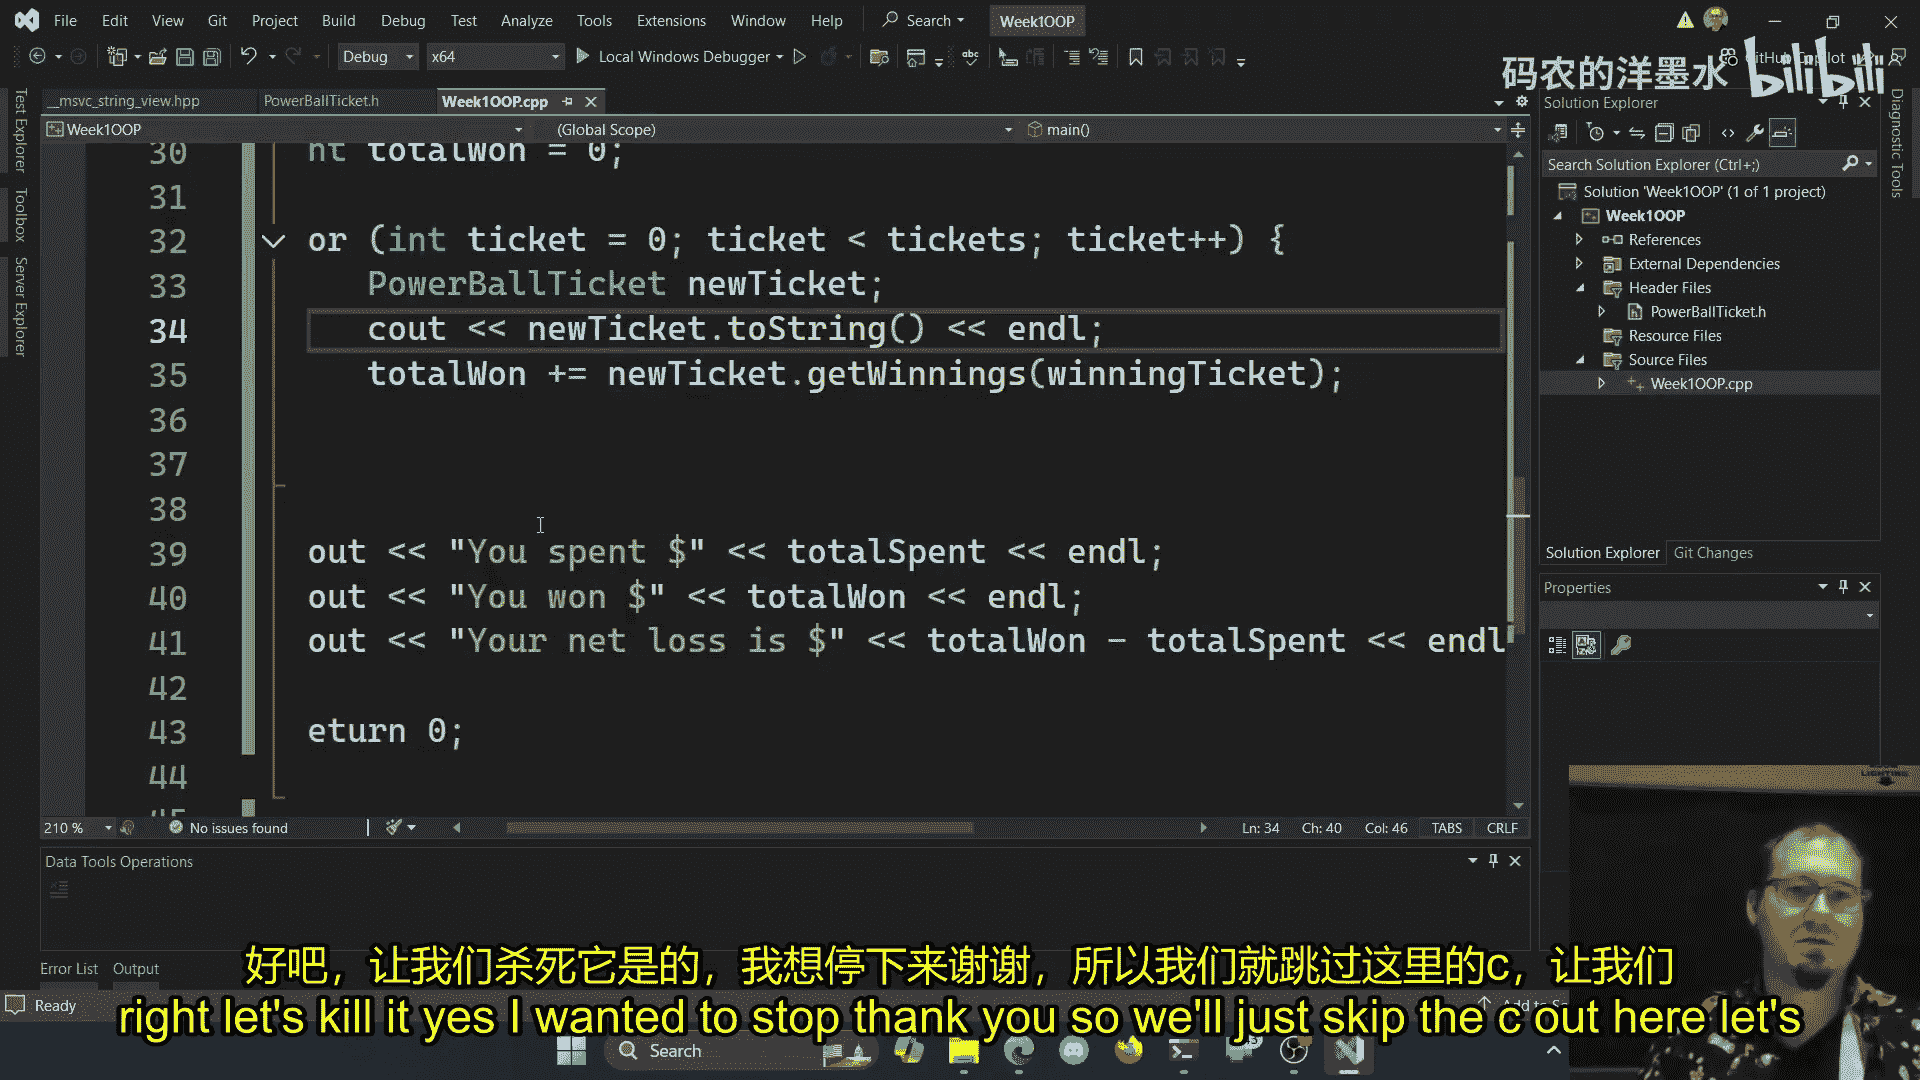 File Edit View Git Project Build Debug Test Analyze Tools Extensions Window Help Search Week1OOP
Debug x64 Local Windows Debugger
码农的洋墨水 bilibili
__msvc_string_view.hpp PowerBallTicket.h Week1OOP.cpp
Week1OOP (Global Scope) main()
Test Explorer
Toolbox
Server Explorer
30 nt totalWon = 0;
31
32 or (int ticket = 0; ticket < tickets; ticket++) {
33 PowerBallTicket newTicket;
34 cout << newTicket.toString() << endl;
35 totalWon += newTicket.getWinnings(winningTicket);
36
37
38
39 out << "You spent $" << totalSpent << endl;
40 out << "You won $" << totalWon << endl;
41 out << "Your net loss is $" << totalWon - totalSpent << endl
42
43 eturn 0;
44
210 % No issues found Ln: 34 Ch: 40 Col: 46 TABS CRLF
Data Tools Operations
Error List Output
Solution Explorer
Search Solution Explorer (Ctrl+;)
Solution 'Week1OOP' (1 of 1 project)
Week1OOP
References
External Dependencies
Header Files
PowerBallTicket.h
Resource Files
Source Files
Week1OOP.cpp
Solution Explorer Git Changes
Properties
Diagnostic Tools
好吧，让我们杀死它是的，我想停下来谢谢，所以我们就跳过这里的c，让我们
right let's kill it yes I wanted to stop thank you so we'll just skip the c out here let's
Ready
Search